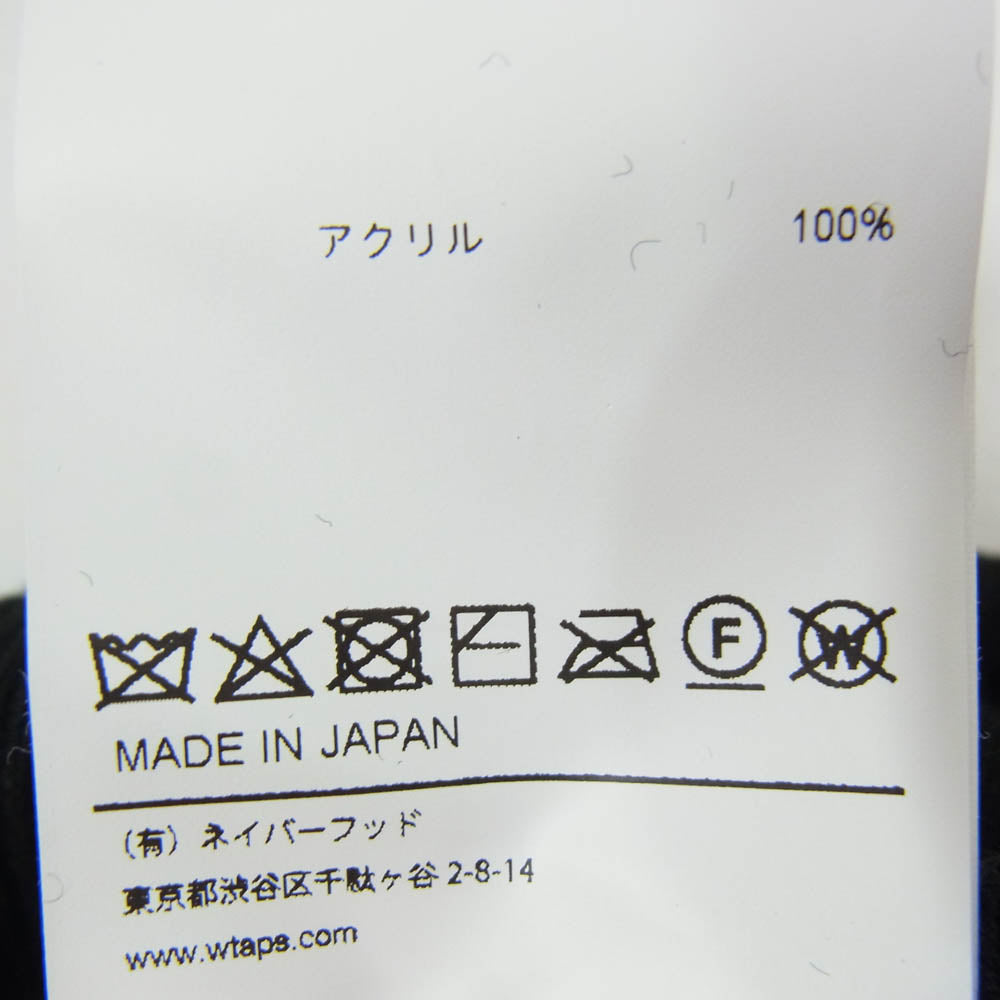 アクリル 100%
F W
MADE IN JAPAN
(有) ネイバーフッド
東京都渋谷区千駄ヶ谷 2-8-14
www.wtaps.com